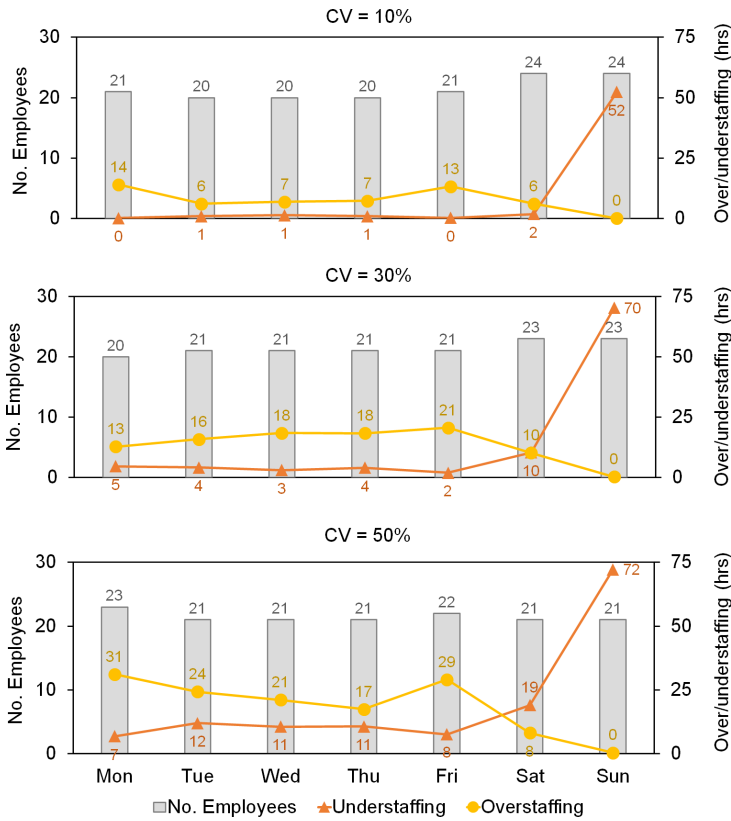 CV = 10%
No. Employees
Over/understaffing (hrs)
30 75
21 20 20 20 21 24 24
20 50
52
10 25
14 6 7 7 13 6 0
0 0
0 1 1 1 0 2
CV = 30%
No. Employees
Over/understaffing (hrs)
30 75
70
20 21 21 21 21 23 23
20 50
10 25
13 16 18 18 21 10 0
0 0
5 4 3 4 2 10
CV = 50%
No. Employees
Over/understaffing (hrs)
30 75
72
23 21 21 21 22 21 21
20 50
31 24 21 17 29 19
10 25
0
0 0
7 12 11 11 8 8
Mon Tue Wed Thu Fri Sat Sun
No. Employees Understaffing Overstaffing